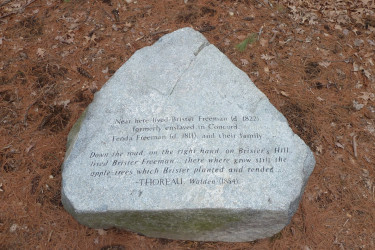 Near here lived Brister Freeman (d. 1822),
formerly enslaved in Concord,
Fenda Freeman (d. 1811), and their family.
Down the road, on the right hand, on Brister's Hill,
lived Brister Freeman... there where grow still the
apple-trees which Brister planted and tended.
-THOREAU, Walden (1854)